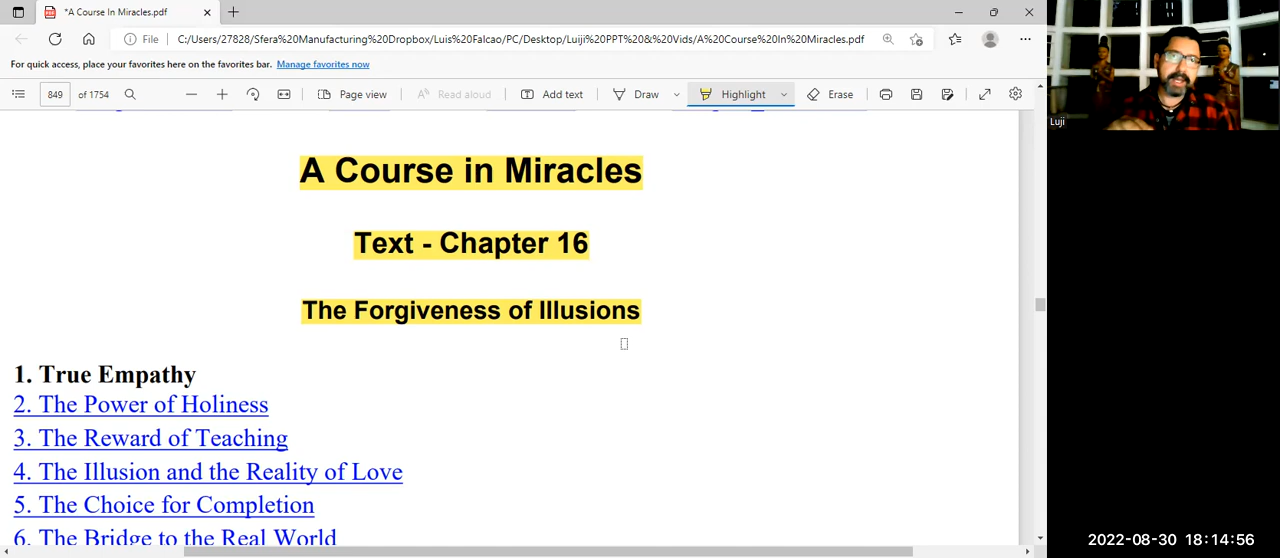 *A Course In Miracles.pdf
File
C:/Users/27828/Sfera%20Manufacturing%20Dropbox/Luis%20Falcao/PC/Desktop/Luiji%20PPT%20&%20Vids/A%20Course%20In%20Miracles.pdf
For quick access, place your favorites here on the favorites bar. Manage favorites now
849 of 1754 Page view Read aloud Add text Draw Highlight Erase
A Course in Miracles
Text - Chapter 16
The Forgiveness of Illusions
1. True Empathy
2. The Power of Holiness
3. The Reward of Teaching
4. The Illusion and the Reality of Love
5. The Choice for Completion
6. The Bridge to the Real World
Luji
2022-08-30 18:14:56